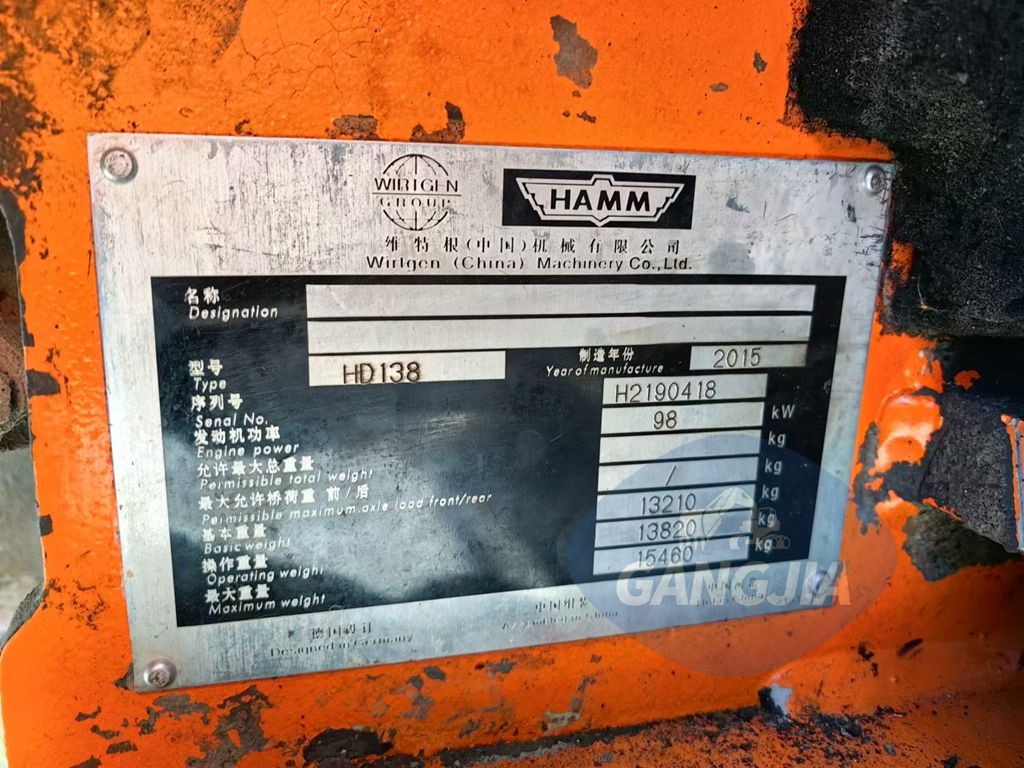 WIRTGEN
GROUP
HAMM
维特根(中国)机械有限公司
Wirtgen (China) Machinery Co.,Ltd.
名称
Designation
型号
Type
HD138
制造年份
Year of manufacture
2015
序列号
Serial No.
H2190418
发动机功率
Engine power
98
kW
允许最大总重量
Permissible total weight
kg
最大允许桥荷重 前/后
Permissible maximum axle load front/rear
/
kg
基本重量
Basic weight
13210
kg
操作重量
Operating weight
13820
kg
最大重量
Maximum weight
15460
kg
德国设计
Designed in Germany
中国组装
Assembled in China
GANGJIA